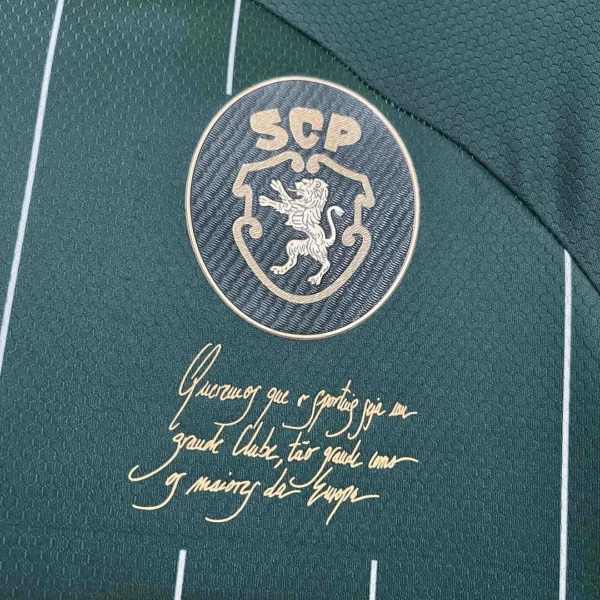 SCP
Queremos que o sporting seja um
grande Clube, tão grande como
os maiores da Europa